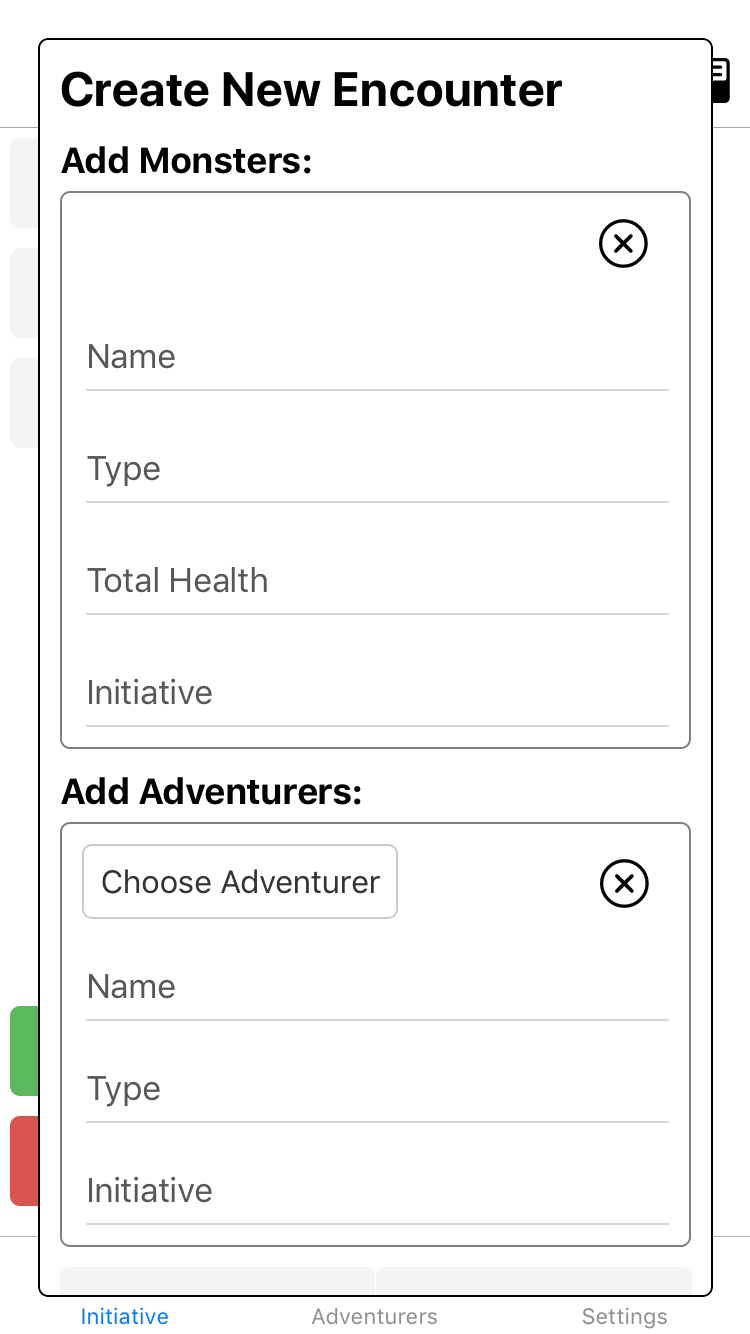 Create New Encounter
Add Monsters:
Name
Type
Total Health
Initiative
Add Adventurers:
Choose Adventurer
Name
Type
Initiative
Initiative Adventurers Settings